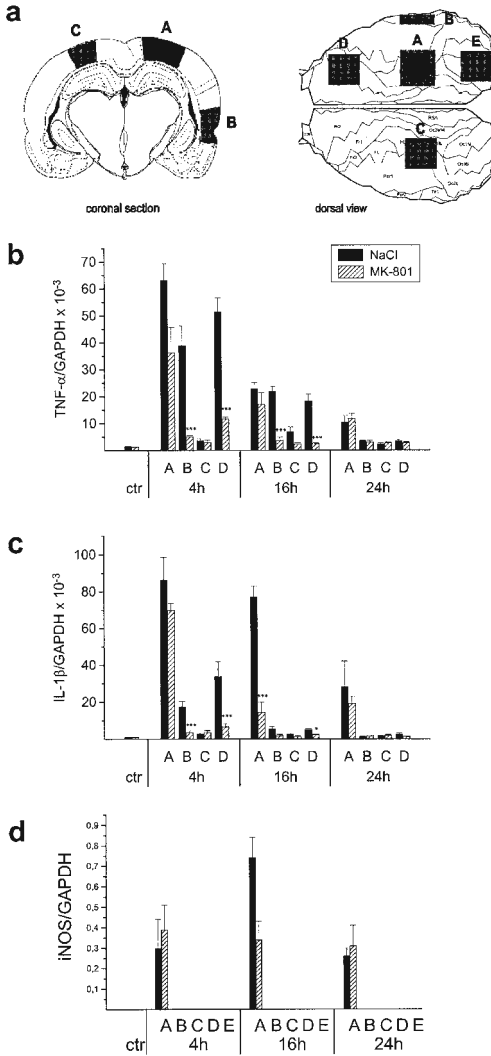 a
C A
B
coronal section
B
D A E
C
dorsal view
b
NaCl
MK-801
TNF-α/GAPDH x 10-3
70
60
50
40
30
20
10
ctr
A B C D A B C D A B C D
4h 16h 24h
c
IL-1β/GAPDH x 10-3
100
80
60
40
20
*** *** *** *
ctr
A B C D A B C D A B C D
4h 16h 24h
d
iNOS/GAPDH
0,9
0,8
0,7
0,6
0,5
0,4
0,3
0,2
0,1
ctr
A B C D E A B C D E A B C D E
4h 16h 24h